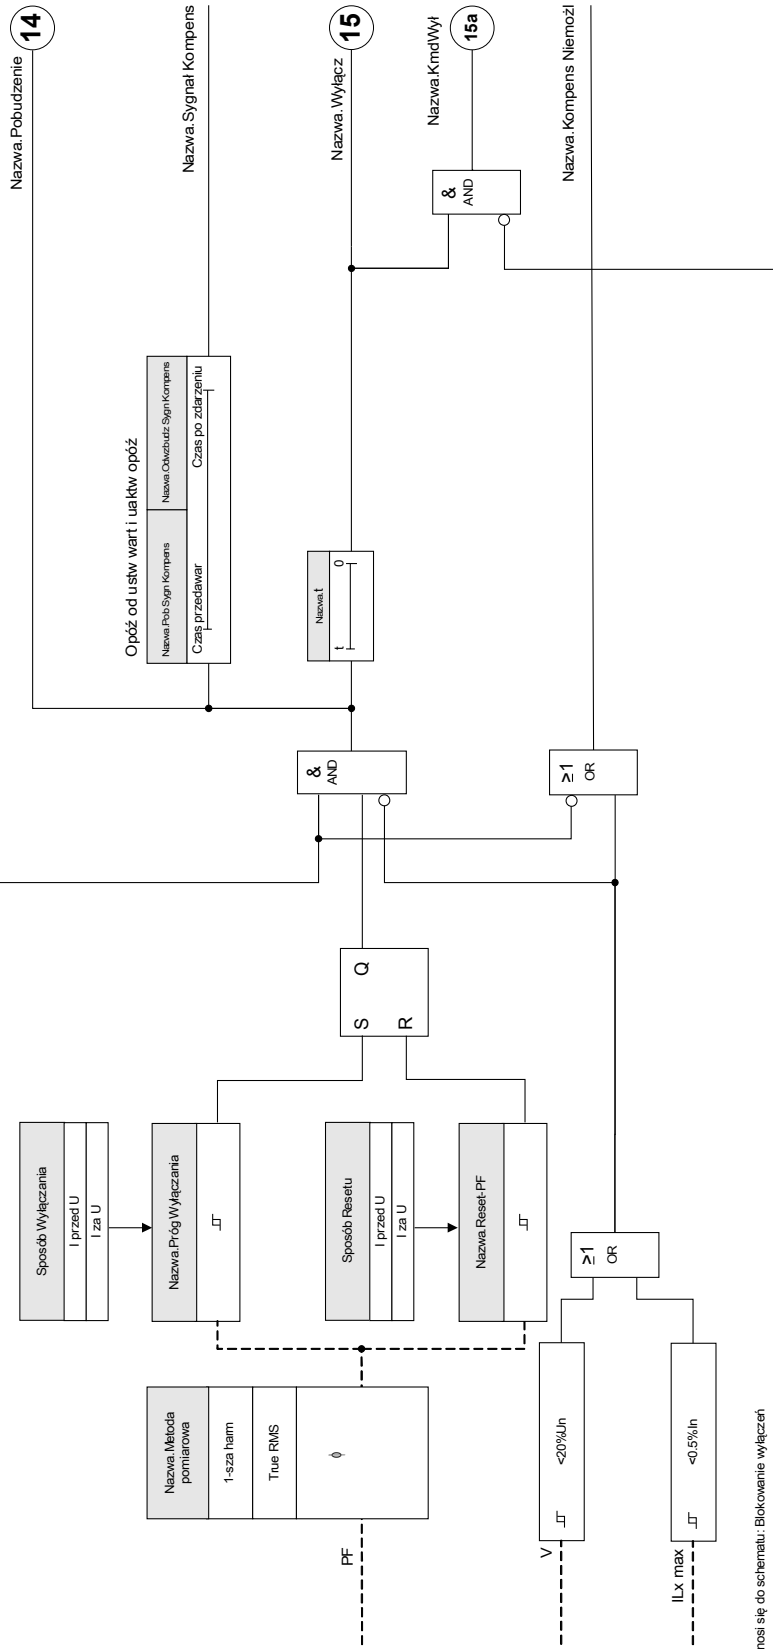 14
Nazwa.Pobudzenie
Nazwa.Sygnał Kompens
15
Nazwa.Wyłącz
15a
Nazwa.KmdWył
Nazwa.Kompens Niemożl
&
AND
Opóź od ustw wart i uaktw opóź
Nazwa.Pob Sygn Kompens
Nazwa.Odwzbudz Sygn Kompens
Czas przedawar
Czas po zdarzeniu
Nazwa.t
t
0
&
AND
≥1
OR
S
Q
R
Sposób Wyłączania
I przed U
I za U
Nazwa.Próg Wyłączania
Sposób Resetu
I przed U
I za U
Nazwa.Reset-PF
≥1
OR
Nazwa.Metoda
pomiarowa
1-sza harm
True RMS
ϕ
PF
V
<20%Un
ILx max
<0.5%In
nosi się do schematu: Blokowanie wyłączeń